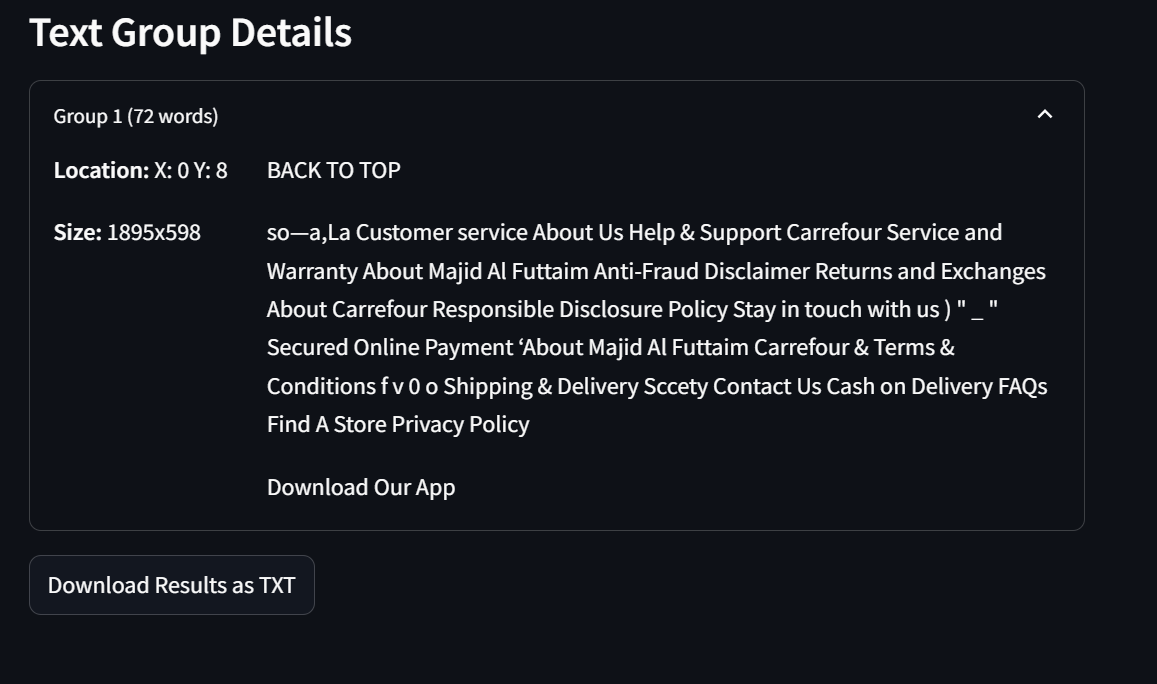 Text Group Details
Group 1 (72 words)
Location: X: 0 Y: 8
BACK TO TOP
Size: 1895x598
so—a,La Customer service About Us Help & Support Carrefour Service and
Warranty About Majid Al Futtaim Anti-Fraud Disclaimer Returns and Exchanges
About Carrefour Responsible Disclosure Policy Stay in touch with us ) " _ "
Secured Online Payment ‘About Majid Al Futtaim Carrefour & Terms &
Conditions f v 0 o Shipping & Delivery Sccety Contact Us Cash on Delivery FAQs
Find A Store Privacy Policy
Download Our App
Download Results as TXT